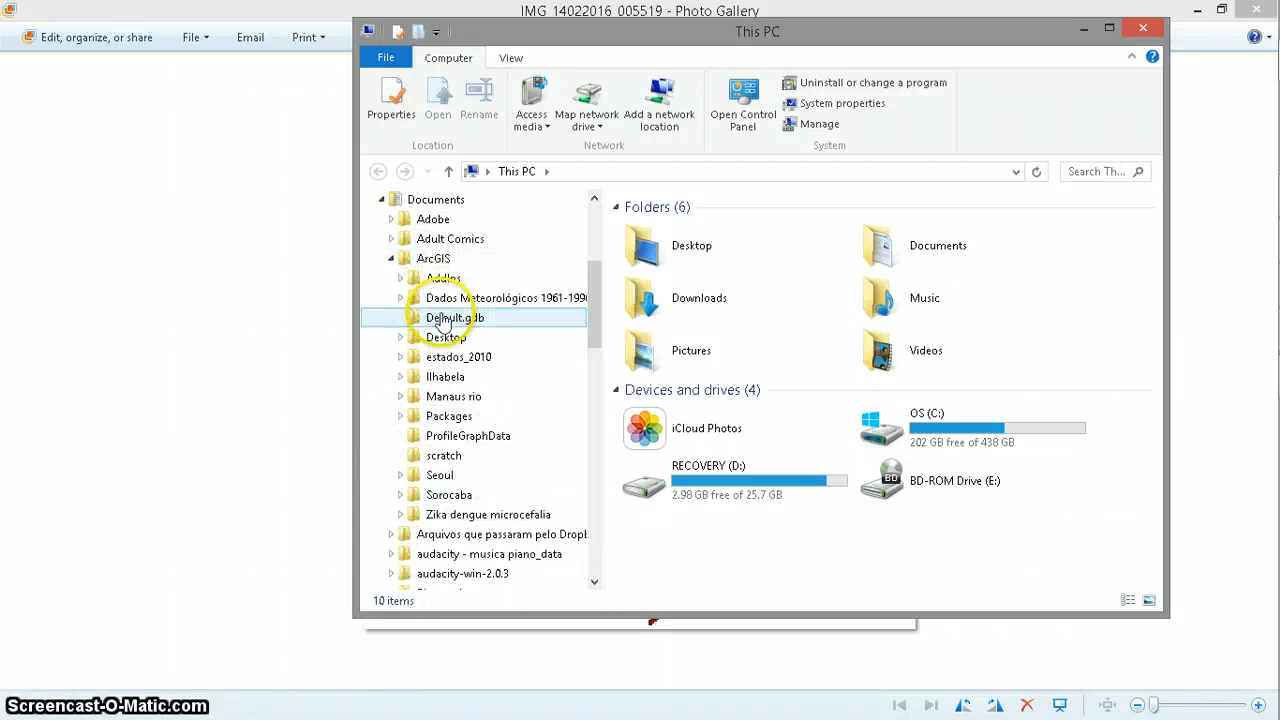 IMG 14022016 005519 - Photo Gallery
Edit, organize, or share File Email Print
This PC
File Computer View
Properties Open Rename Access media Map network drive Add a network location Open Control Panel
Uninstall or change a program
System properties
Manage
Location Network System
This PC Search Th...
Documents
Adobe
Adult Comics
ArcGIS
AddIns
Dados Meteorológicos 1961-199
Default.gdb
Desktop
estados_2010
Ilhabela
Manaus rio
Packages
ProfileGraphData
scratch
Seoul
Sorocaba
Zika dengue microcefalia
Arquivos que passaram pelo Dropb
audacity - musica piano_data
audacity-win-2.0.3
Folders (6)
Desktop Documents
Downloads Music
Pictures Videos
Devices and drives (4)
iCloud Photos
OS (C:)
202 GB free of 438 GB
RECOVERY (D:)
2.98 GB free of 25.7 GB
BD
BD-ROM Drive (E:)
10 items
Screencast-O-Matic.com